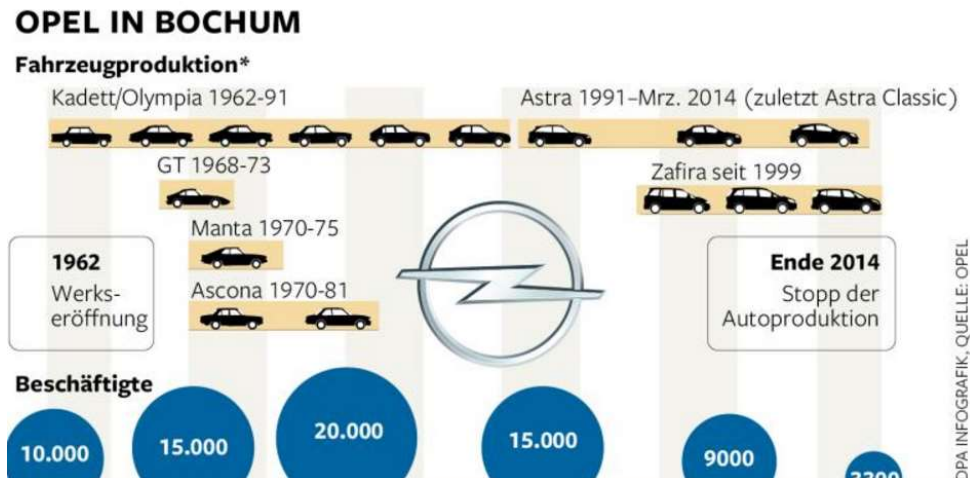 OPEL IN BOCHUM
Fahrzeugproduktion*
Kadett/Olympia 1962-91
Astra 1991–Mrz. 2014 (zuletzt Astra Classic)
GT 1968-73
Zafira seit 1999
Manta 1970-75
Ascona 1970-81
1962
Werks-
eröffnung
Ende 2014
Stopp der
Autoproduktion
Beschäftigte
10.000
15.000
20.000
15.000
9000
3300
DPA INFOGRAFIK, QUELLE: OPEL